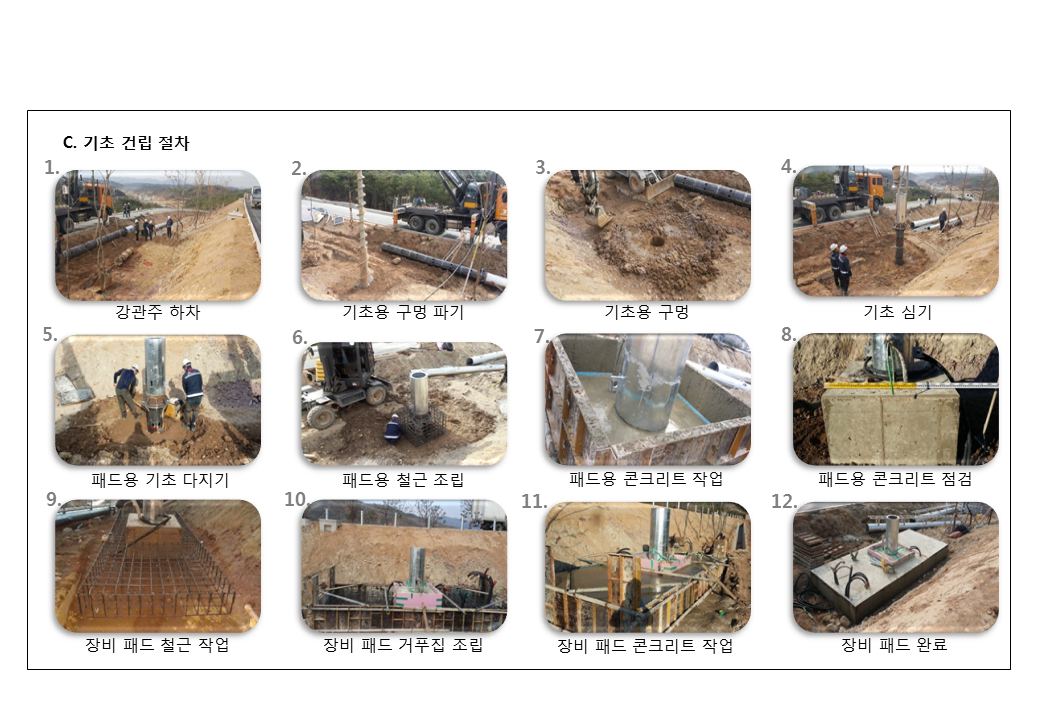 C. 기초 건립 절차
1.
강관주 하차
2.
기초용 구멍 파기
3.
기초용 구멍
4.
기초 심기
5.
패드용 기초 다지기
6.
패드용 철근 조립
7.
패드용 콘크리트 작업
8.
패드용 콘크리트 점검
9.
장비 패드 철근 작업
10.
장비 패드 거푸집 조립
11.
장비 패드 콘크리트 작업
12.
장비 패드 완료